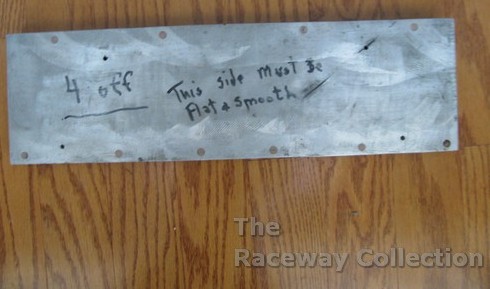 4 off
This side Must Be
Flat & Smooth
The
Raceway Collection